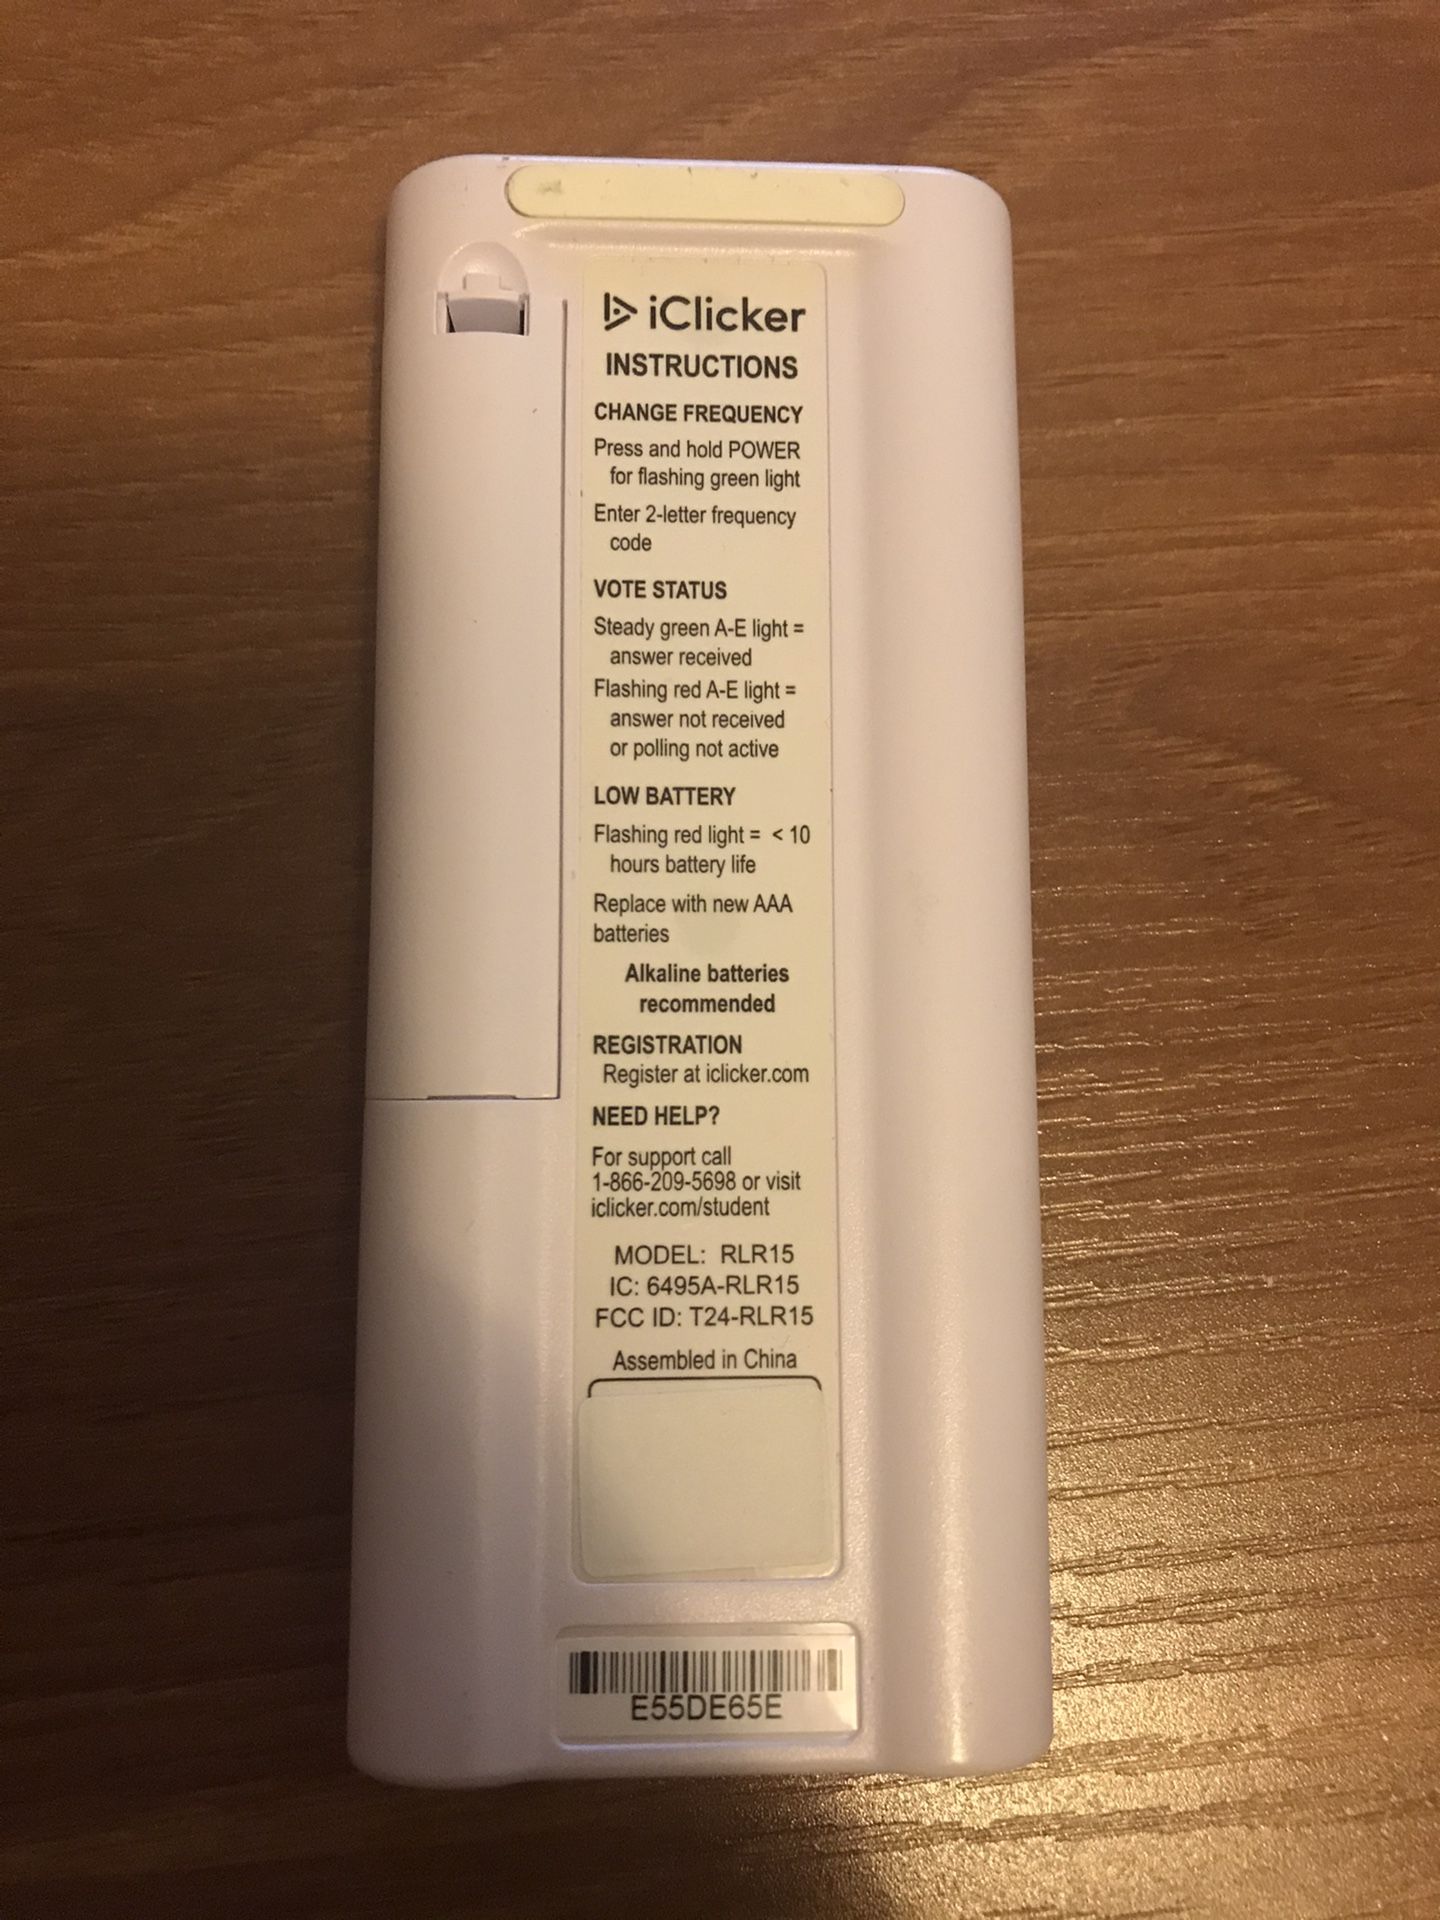 iClicker
INSTRUCTIONS
CHANGE FREQUENCY
Press and hold POWER
for flashing green light
Enter 2-letter frequency
code
VOTE STATUS
Steady green A-E light =
answer received
Flashing red A-E light =
answer not received
or polling not active
LOW BATTERY
Flashing red light = < 10
hours battery life
Replace with new AAA
batteries
Alkaline batteries
recommended
REGISTRATION
Register at iclicker.com
NEED HELP?
For support call
1-866-209-5698 or visit
iclicker.com/student
MODEL: RLR15
IC: 6495A-RLR15
FCC ID: T24-RLR15
Assembled in China
E55DE65E